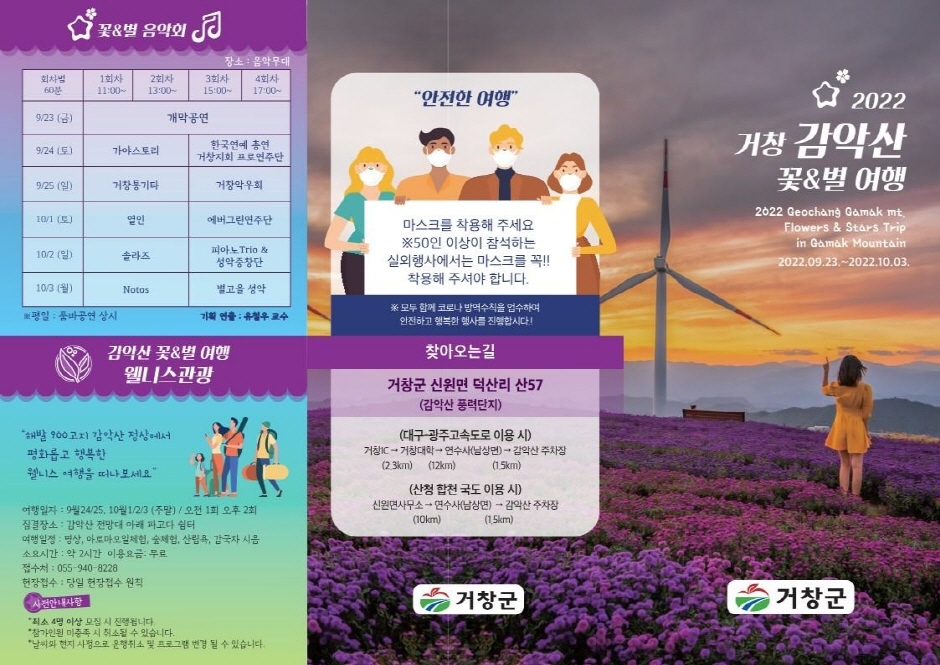 꽃&별 음악회
장소 : 음악무대
회차별 60분 1회차 11:00~ 2회차 13:00~ 3회차 15:00~ 4회차 17:00~
9/23 (금) 개막공연
9/24 (토) 가야스토리 한국연예 총연 거창지회 프로연주단
9/25 (일) 거창통기타 거창악우회
10/1 (토) 열인 에버그린연주단
10/2 (일) 솔라즈 피아노Trio & 성악중창단
10/3 (월) Notos 별고을 성악
※평일 : 품바공연 상시
기획 연출 : 유철우 교수
감악산 꽃&별 여행
웰니스관광
"해발 900고지 감악산 정상에서
평화롭고 행복한
웰니스 여행을 떠나보세요"
여행일자 : 9월24/25, 10월1/2/3 (주말) / 오전 1회 오후 2회
집결장소 : 감악산 전망대 아래 파고다 쉼터
여행일정 : 명상, 아로마오일체험, 숲체험, 산림욕, 감국차 시음
소요시간 : 약 2시간 이용요금: 무료
접수처 : 055-940-8228
현장접수 : 당일 현장접수 원칙
사전안내사항
*최소 4명 이상 모집 시 진행됩니다.
*참가인원 미충족 시 취소될 수 있습니다.
*날씨와 현지 사정으로 운행취소 및 프로그램 변경 될 수 있습니다.
"안전한 여행"
마스크를 착용해 주세요
※50인 이상이 참석하는
실외행사에서는 마스크를 꼭!!
착용해 주셔야 합니다.
※ 모두 함께 코로나 방역수칙을 업수하여
안전하고 행복한 행사를 진행합시다.!
찾아오는길
거창군 신원면 덕산리 산57
(감악산 풍력단지)
(대구-광주고속도로 이용 시)
거창IC → 거창대학 → 연수사(남상면) → 감악산 주차장
(2.3km) (12km) (1.5km)
(산청 합천 국도 이용 시)
신원면사무소 → 연수사(남상면) → 감악산 주차장
(10km) (1.5km)
거창군
2022
거창 감악산
꽃&별 여행
2022 Geochang Gamak mt.
Flowers & Stars Trip
in Gamak Mountain
2022.09.23.~2022.10.03.
거창군